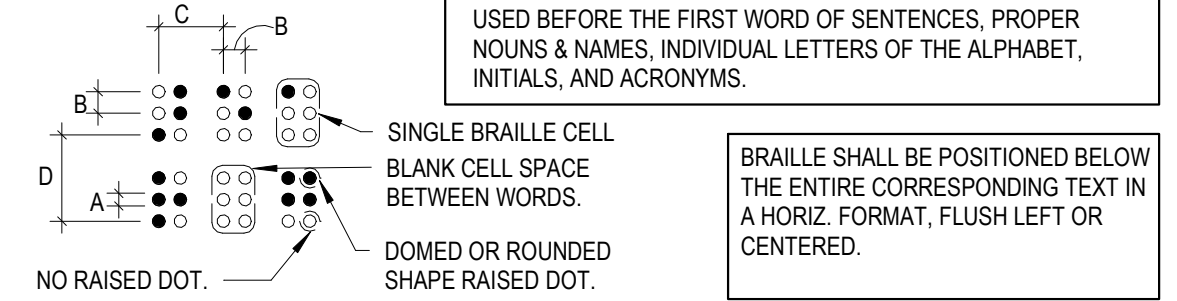 C
B
B
D
A
USED BEFORE THE FIRST WORD OF SENTENCES, PROPER
NOUNS & NAMES, INDIVIDUAL LETTERS OF THE ALPHABET,
INITIALS, AND ACRONYMS.
SINGLE BRAILLE CELL
BLANK CELL SPACE
BETWEEN WORDS.
DOMED OR ROUNDED
SHAPE RAISED DOT.
NO RAISED DOT.
BRAILLE SHALL BE POSITIONED BELOW
THE ENTIRE CORRESPONDING TEXT IN
A HORIZ. FORMAT, FLUSH LEFT OR
CENTERED.